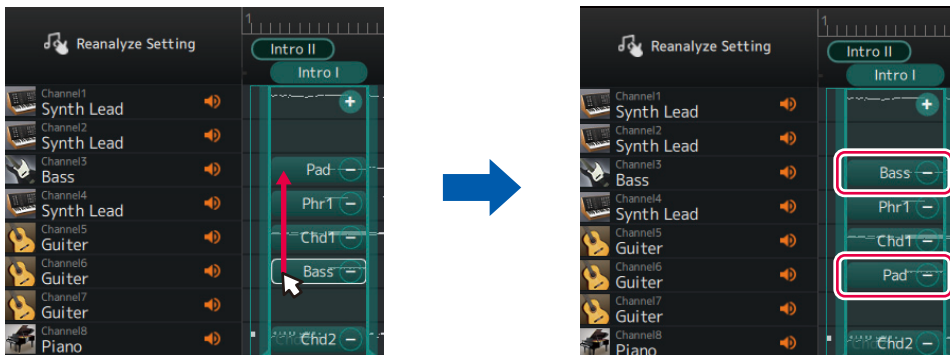 1
Reanalyze Setting
Intro II
Intro I
Channel1
Synth Lead
+
Channel2
Synth Lead
Channel3
Bass
Pad −
Channel4
Synth Lead
Phr1 −
Channel5
Guiter
Chd1 −
Channel6
Guiter
Bass −
Channel7
Guiter
Channel8
Piano
Chd2 −
1
Reanalyze Setting
Intro II
Intro I
Channel1
Synth Lead
+
Channel2
Synth Lead
Channel3
Bass
Bass −
Channel4
Synth Lead
Phr1 −
Channel5
Guiter
Chd1 −
Channel6
Guiter
Pad −
Channel7
Guiter
Channel8
Piano
Chd2 −